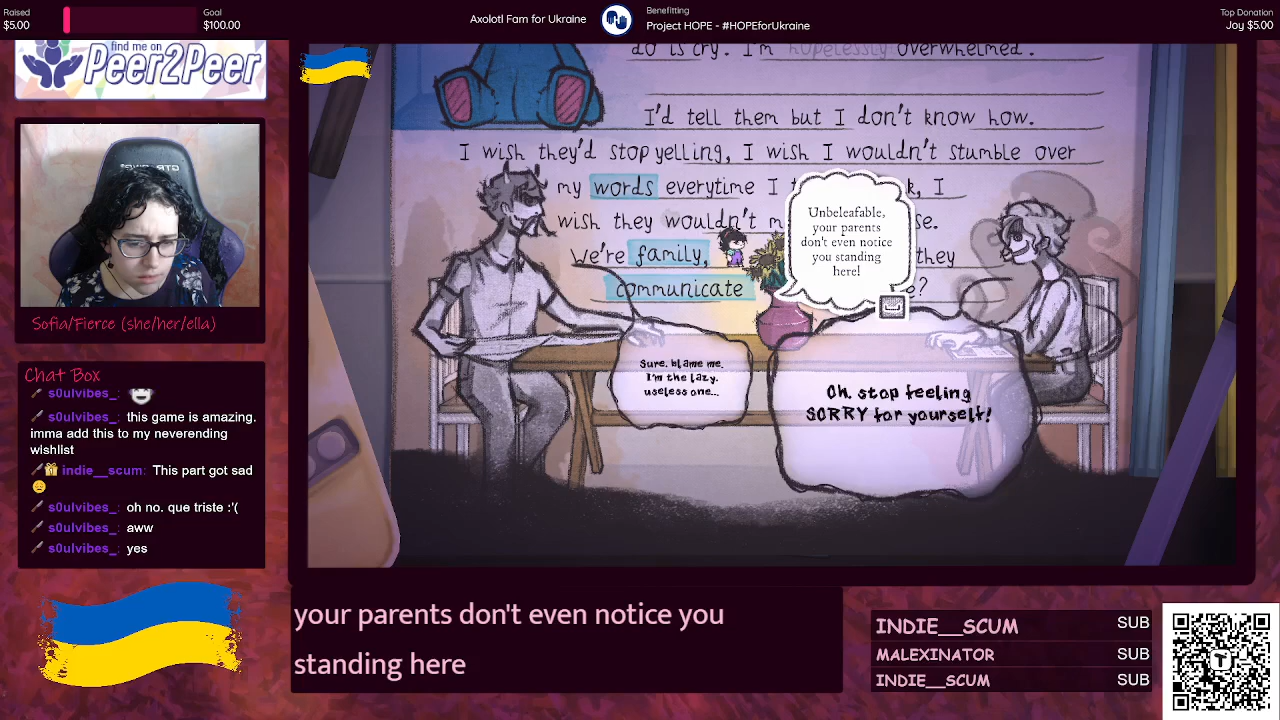 Raised
$5.00
Goal
$100.00
Axolotl Fam for Ukraine
Benefitting
Project HOPE - #HOPEforUkraine
Top Donation
Joy $5.00
find me on
Peer2Peer
Sofia/Fierce (she/her/ella)
Chat Box
s0ulvibes_:
s0ulvibes_: this game is amazing.
imma add this to my neverending
wishlist
indie__scum: This part got sad
s0ulvibes_: oh no. que triste :'(
s0ulvibes_: aww
s0ulvibes_: yes
do is cry. I'm hopelessly overwhelmed.
I'd tell them but I don't know how.
I wish they'd stop yelling, I wish I wouldn't stumble over
my words everytime I
k, I
wish they wouldn't
We're family,
they
communicate
Unbeleafable,
your parents
don't even notice
you standing
here!
Sure, blame me.
I'm the lazy,
useless one...
Oh, stop feeling
SORRY for yourself!
your parents don't even notice you
standing here
INDIE__SCUM SUB
MALEXINATOR SUB
INDIE__SCUM SUB